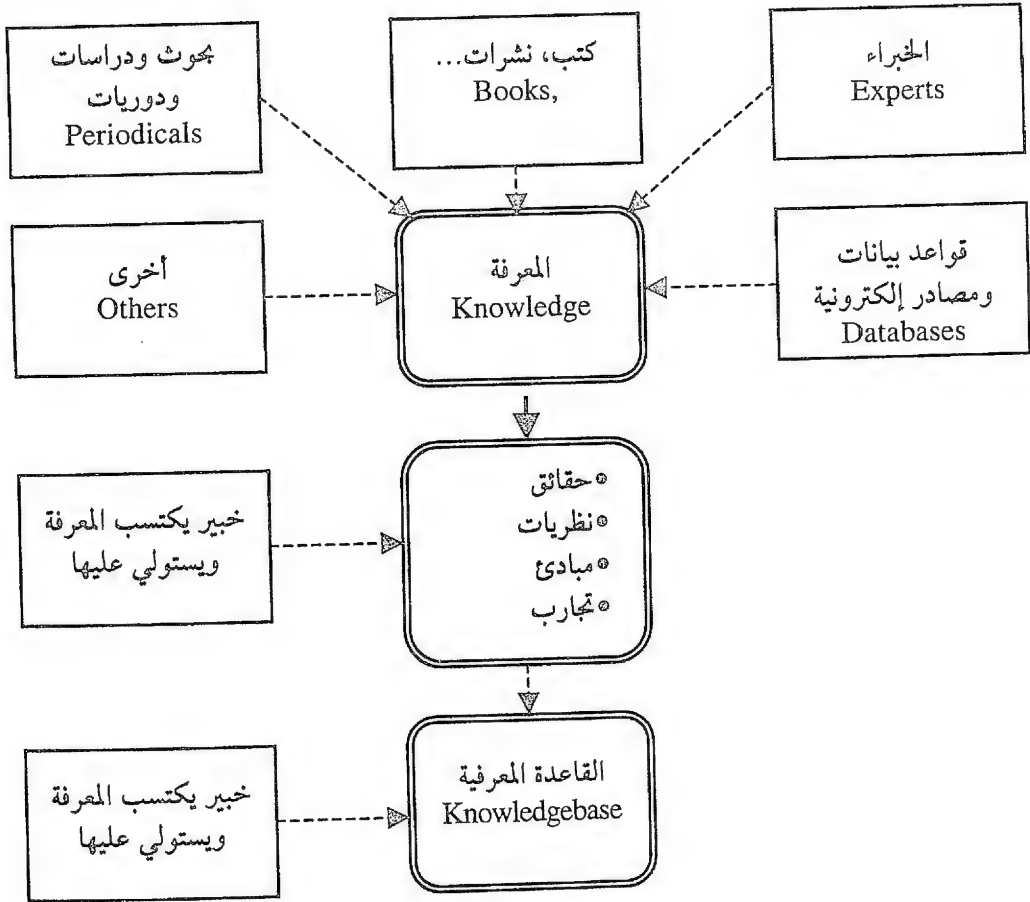 الخبراء
Experts
كتب، نشرات...
Books,
بحوث ودراسات
ودوريات
Periodicals
قواعد بيانات
ومصادر إلكترونية
Databases
المعرفة
Knowledge
أخرى
Others
• حقائق
• نظريات
• مبادئ
• تجارب
خبير يكتسب المعرفة
ويستولي عليها
القاعدة المعرفية
Knowledgebase
خبير يكتسب المعرفة
ويستولي عليها